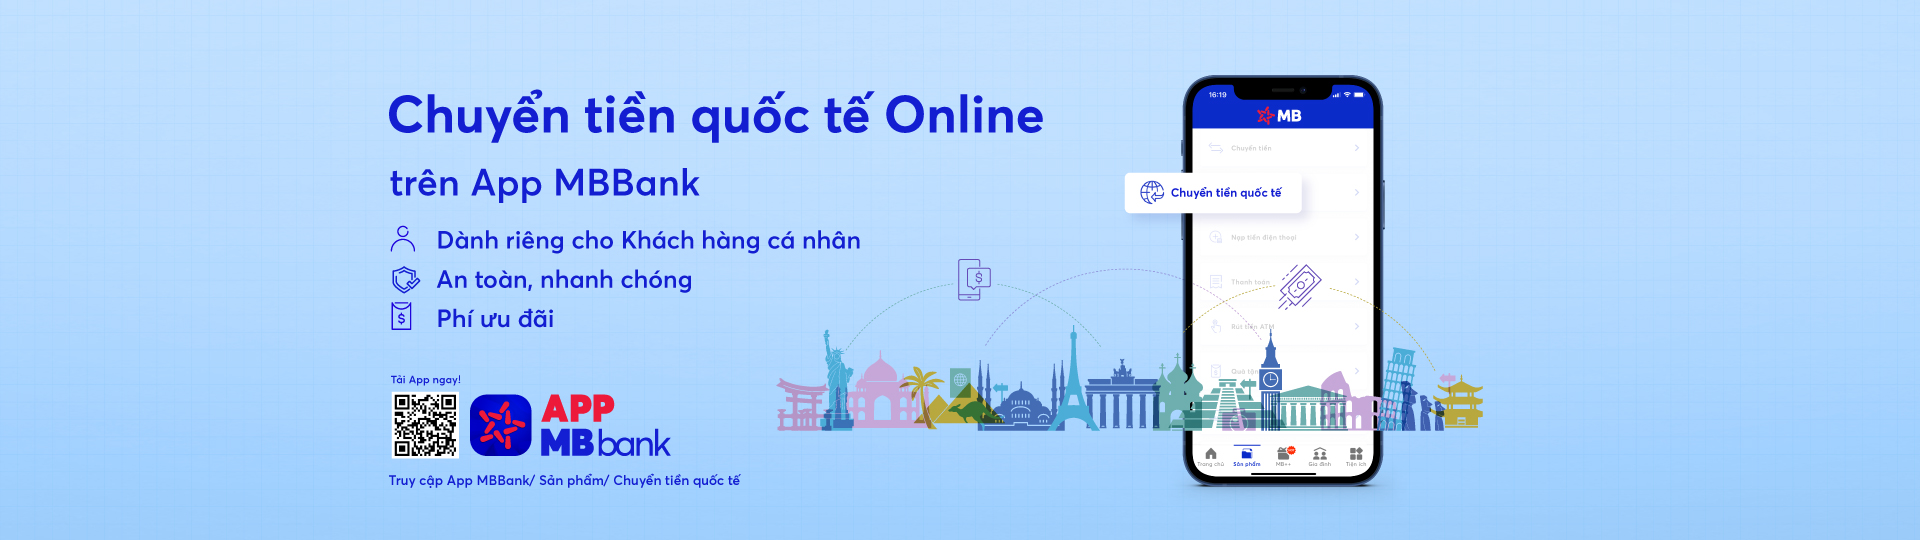 Chuyển tiền quốc tế Online
trên App MBBank
Dành riêng cho Khách hàng cá nhân
An toàn, nhanh chóng
Phí ưu đãi
Tải App ngay!
APP
MB bank
Truy cập App MBBank/ Sản phẩm/ Chuyển tiền quốc tế
16:19
MB
Chuyển tiền
Chuyển tiền quốc tế
Nạp tiền điện thoại
Thanh toán
Rút tiền ATM
Trang chủ Sản phẩm MB++ Gia đình Tiện ích